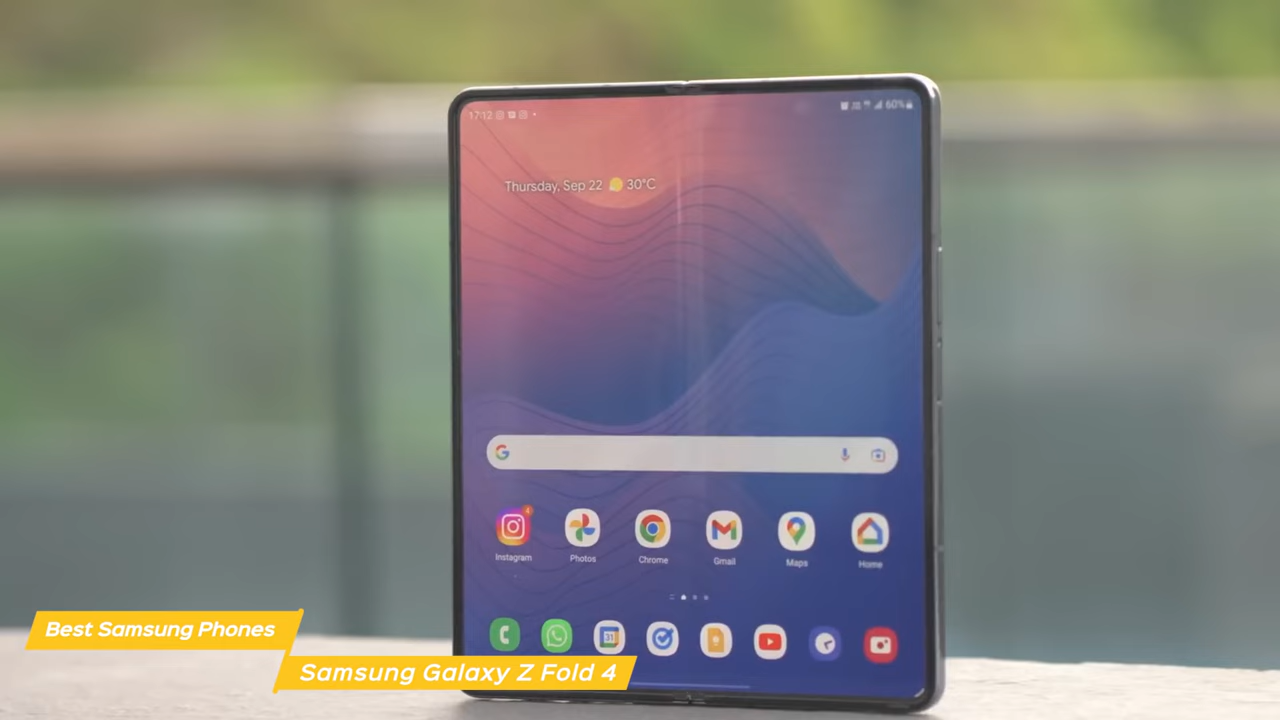 17:12
60%
Thursday, Sep 22 30°C
Instagram
Photos
Chrome
Gmail
Maps
Home
31
Best Samsung Phones
Samsung Galaxy Z Fold 4